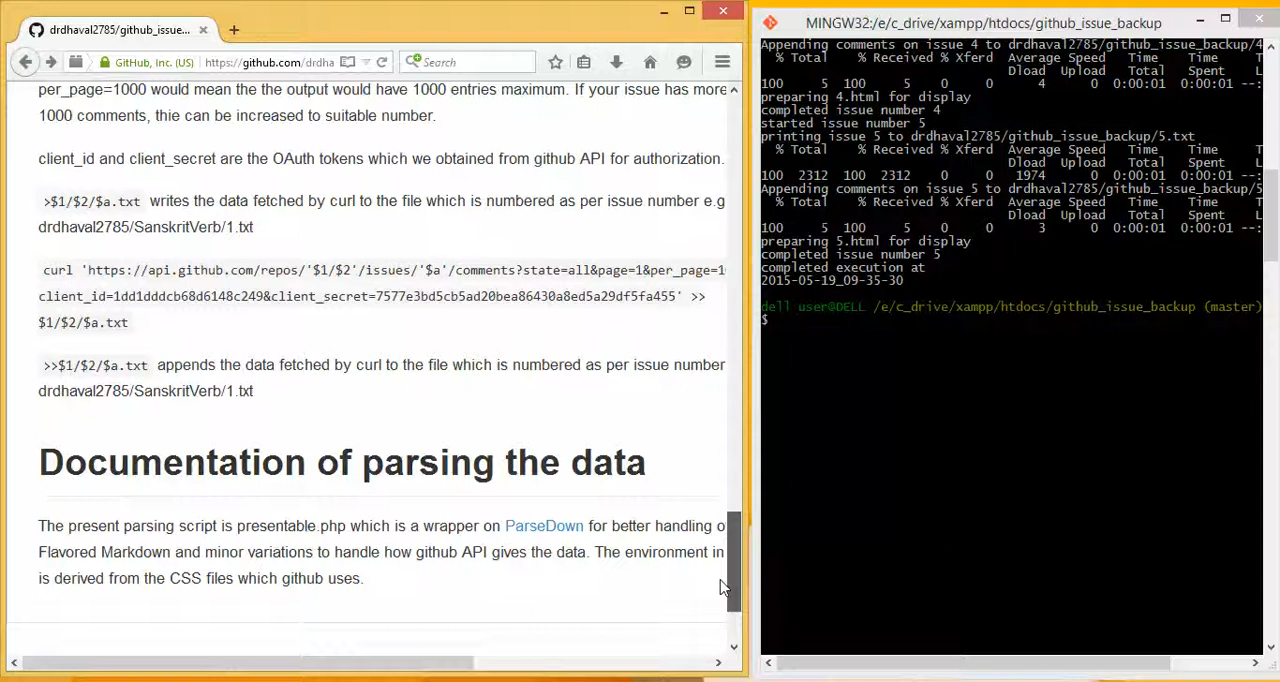 drdhaval2785/github_issue...
GitHub, Inc. (US)
https://github.com/drdha
Search
per_page=1000 would mean the the output would have 1000 entries maximum. If your issue has more
1000 comments, thie can be increased to suitable number.
client_id and client_secret are the OAuth tokens which we obtained from github API for authorization.
>$1/$2/$a.txt writes the data fetched by curl to the file which is numbered as per issue number e.g
drdhaval2785/SanskritVerb/1.txt
curl 'https://api.github.com/repos/'$1/$2'/issues/'$a'/comments?state=all&page=1&per_page=1
client_id=1dd1dddcb68d6148c249&client_secret=7577e3bd5cb5ad20bea86430a8ed5a29df5fa455' >>
$1/$2/$a.txt
>>$1/$2/$a.txt appends the data fetched by curl to the file which is numbered as per issue number
drdhaval2785/SanskritVerb/1.txt
Documentation of parsing the data
The present parsing script is presentable.php which is a wrapper on ParseDown for better handling o
Flavored Markdown and minor variations to handle how github API gives the data. The environment in
is derived from the CSS files which github uses.
MINGW32:/e/c_drive/xampp/htdocs/github_issue_backup
Appending comments on issue 4 to drdhaval2785/github_issue_backup/4
% Total % Received % Xferd Average Speed Time Time
Dload Upload Total Spent L
100 5 100 5 0 0 4 0 0:00:01 0:00:01 --:
preparing 4.html for display
completed issue number 4
started issue number 5
printing issue 5 to drdhaval2785/github_issue_backup/5.txt
% Total % Received % Xferd Average Speed Time Time
Dload Upload Total Spent L
100 2312 100 2312 0 0 1974 0 0:00:01 0:00:01 --:
Appending comments on issue 5 to drdhaval2785/github_issue_backup/5
% Total % Received % Xferd Average Speed Time Time
Dload Upload Total Spent L
100 5 100 5 0 0 3 0 0:00:01 0:00:01 --:
preparing 5.html for display
completed issue number 5
completed execution at
2015-05-19_09-35-30
dell user@DELL /e/c_drive/xampp/htdocs/github_issue_backup (master)
$